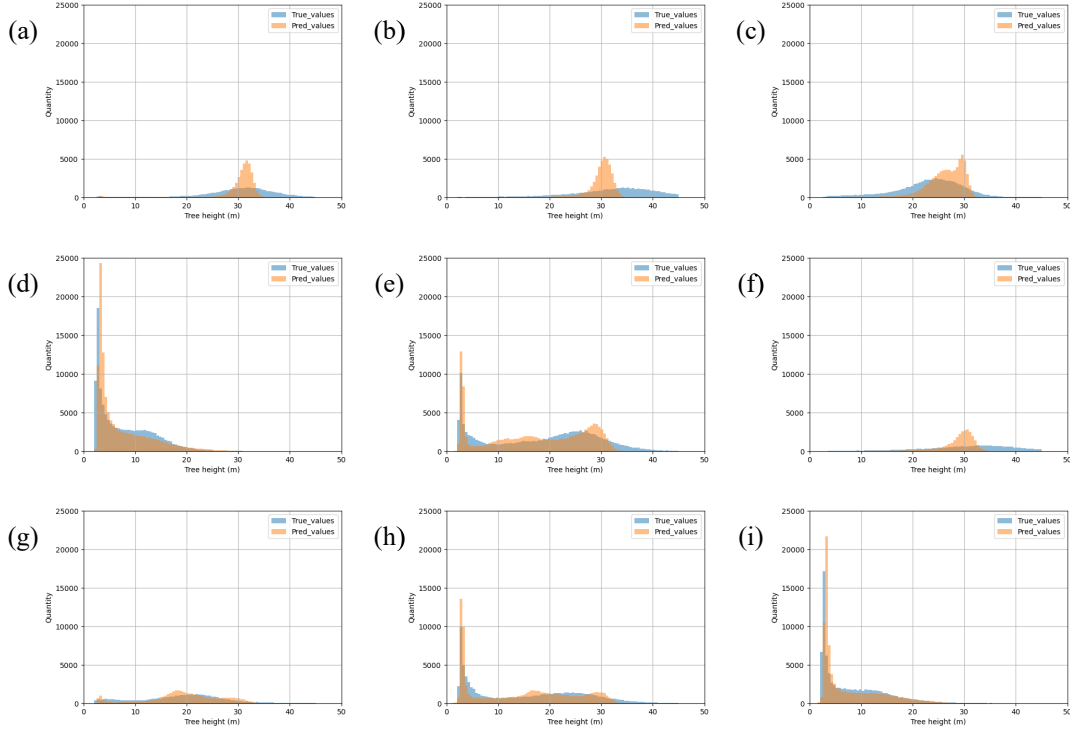 (a)
25000
20000
15000
10000
5000
0
Quantity
True_values
Pred_values
0 10 20 30 40 50
Tree height (m)
(b)
25000
20000
15000
10000
5000
0
Quantity
True_values
Pred_values
0 10 20 30 40 50
Tree height (m)
(c)
25000
20000
15000
10000
5000
0
Quantity
True_values
Pred_values
0 10 20 30 40 50
Tree height (m)
(d)
25000
20000
15000
10000
5000
0
Quantity
True_values
Pred_values
0 10 20 30 40 50
Tree height (m)
(e)
25000
20000
15000
10000
5000
0
Quantity
True_values
Pred_values
0 10 20 30 40 50
Tree height (m)
(f)
25000
20000
15000
10000
5000
0
Quantity
True_values
Pred_values
0 10 20 30 40 50
Tree height (m)
(g)
25000
20000
15000
10000
5000
0
Quantity
True_values
Pred_values
0 10 20 30 40 50
Tree height (m)
(h)
25000
20000
15000
10000
5000
0
Quantity
True_values
Pred_values
0 10 20 30 40 50
Tree height (m)
(i)
25000
20000
15000
10000
5000
0
Quantity
True_values
Pred_values
0 10 20 30 40 50
Tree height (m)